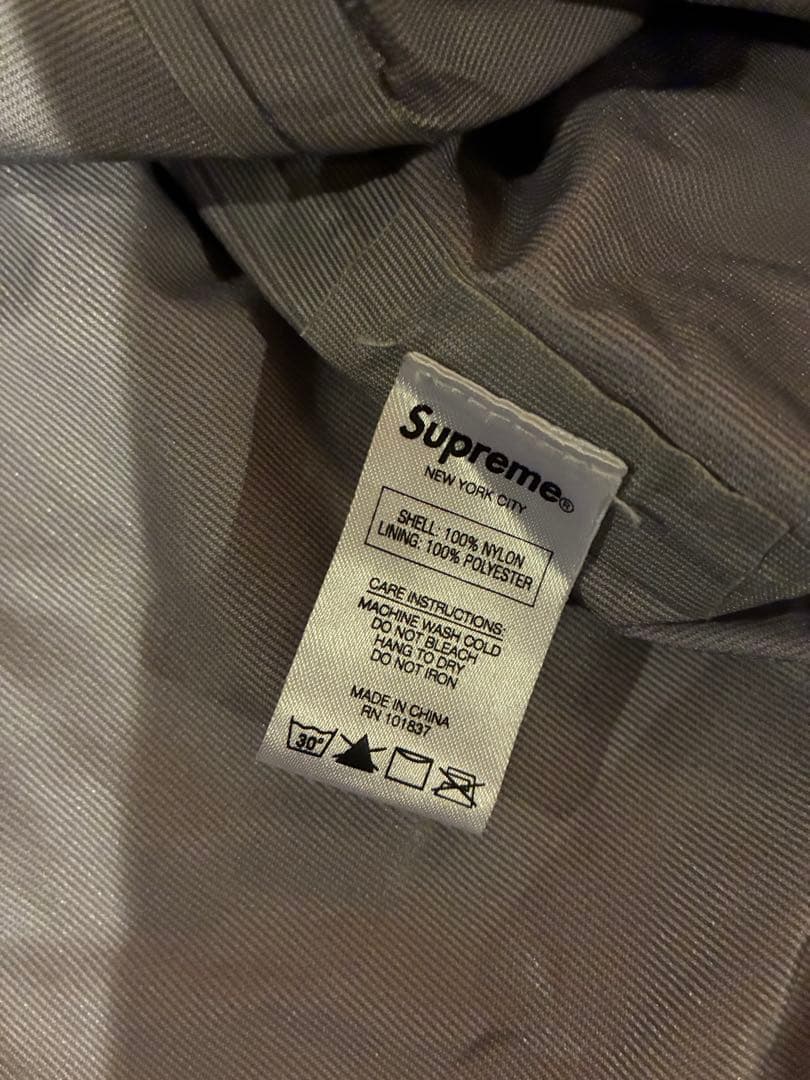 Supreme®
NEW YORK CITY
SHELL: 100% NYLON
LINING: 100% POLYESTER
CARE INSTRUCTIONS:
MACHINE WASH COLD
DO NOT BLEACH
HANG TO DRY
DO NOT IRON
MADE IN CHINA
RN 101837
30°